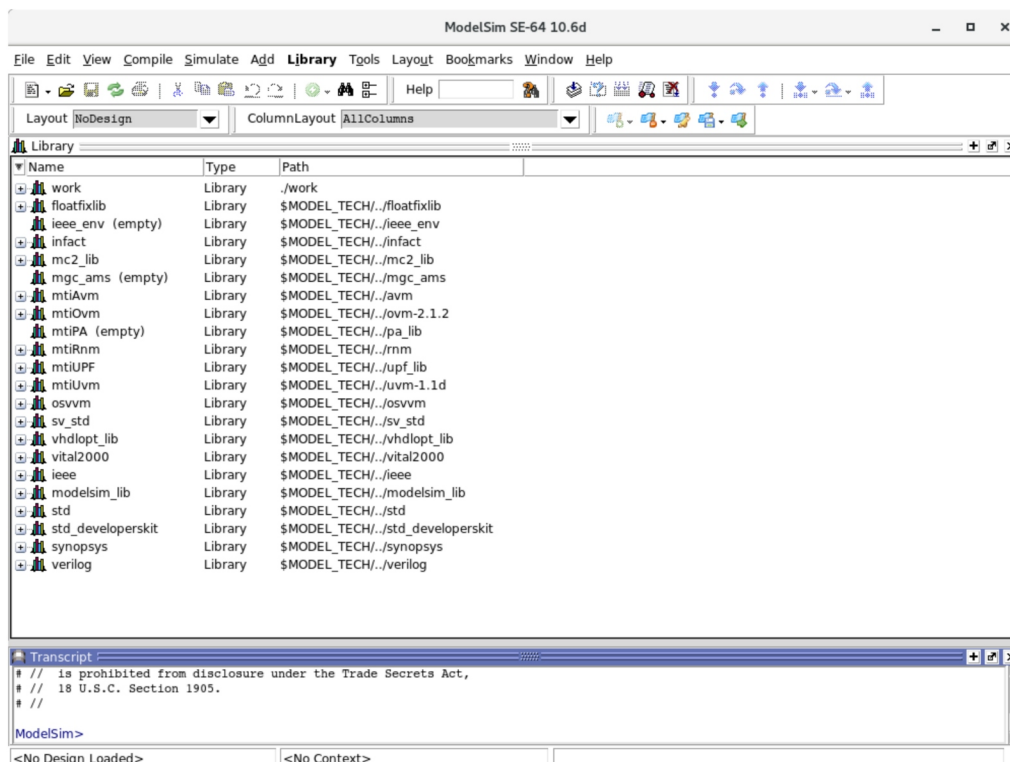 ModelSim SE-64 10.6d
File Edit View Compile Simulate Add Library Tools Layout Bookmarks Window Help
Help
Layout NoDesign ColumnLayout AllColumns
Library
Name Type Path
work Library ./work
floatfixlib Library $MODEL_TECH/../floatfixlib
ieee_env (empty) Library $MODEL_TECH/../ieee_env
infact Library $MODEL_TECH/../infact
mc2_lib Library $MODEL_TECH/../mc2_lib
mgc_ams (empty) Library $MODEL_TECH/../mgc_ams
mtiAvm Library $MODEL_TECH/../avm
mtiOvm Library $MODEL_TECH/../ovm-2.1.2
mtiPA (empty) Library $MODEL_TECH/../pa_lib
mtiRnm Library $MODEL_TECH/../rnm
mtiUPF Library $MODEL_TECH/../upf_lib
mtiUvm Library $MODEL_TECH/../uvm-1.1d
osvvm Library $MODEL_TECH/../osvvm
sv_std Library $MODEL_TECH/../sv_std
vhdlopt_lib Library $MODEL_TECH/../vhdlopt_lib
vital2000 Library $MODEL_TECH/../vital2000
ieee Library $MODEL_TECH/../ieee
modelsim_lib Library $MODEL_TECH/../modelsim_lib
std Library $MODEL_TECH/../std
std_developerskit Library $MODEL_TECH/../std_developerskit
synopsys Library $MODEL_TECH/../synopsys
verilog Library $MODEL_TECH/../verilog
Transcript
# // is prohibited from disclosure under the Trade Secrets Act,
# // 18 U.S.C. Section 1905.
# //
ModelSim>
<No Design Loaded> <No Context>